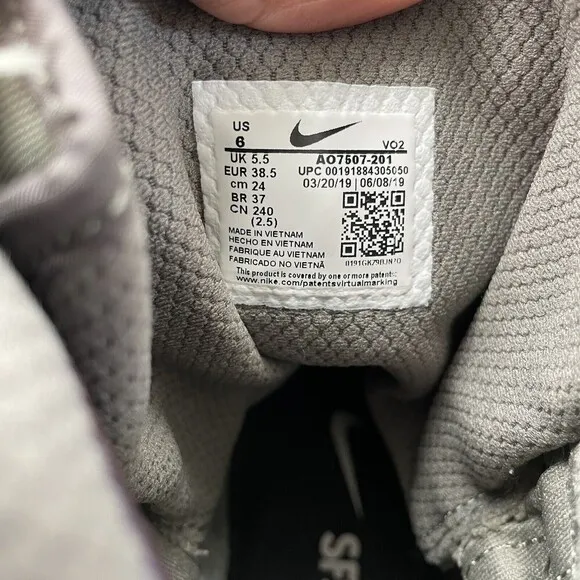 US
6
VO2
UK 5.5
AO7507-201
EUR 38.5
UPC 00191884305050
cm 24
03/20/19 | 06/08/19
BR 37
CN 240
(2.5)
MADE IN VIETNAM
HECHO EN VIETNAM
FABRIQUE AU VIETNAM
FABRICADO NO VIETNÃ
This product is covered by one or more patents:
www.nike.com/patentsvirtualmarking
SF